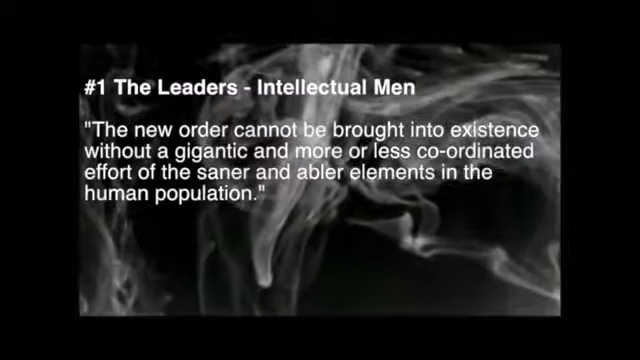 #1 The Leaders - Intellectual Men
"The new order cannot be brought into existence
without a gigantic and more or less co-ordinated
effort of the saner and abler elements in the
human population."